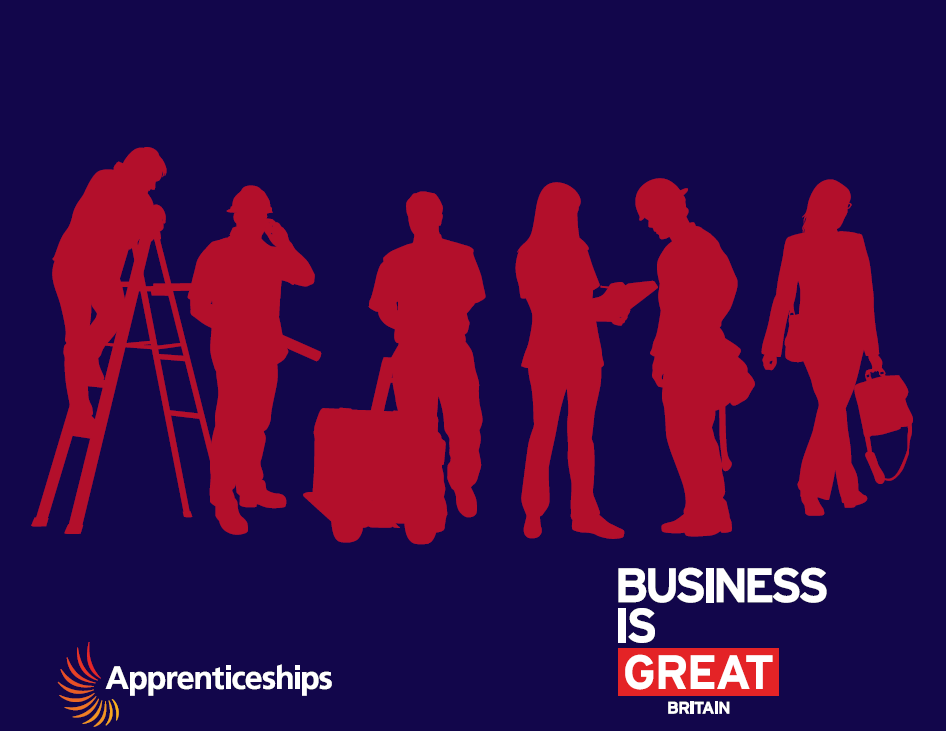 Apprenticeships
BUSINESS
IS
GREAT
BRITAIN